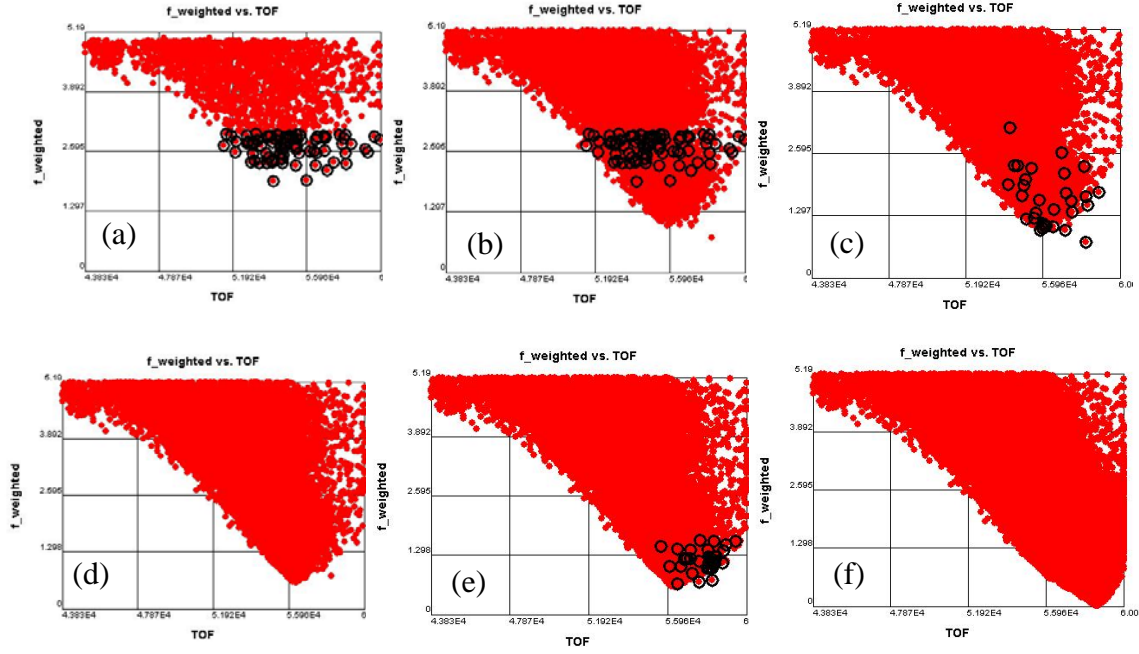 f_weighted vs. TOF
5.19
3.892
2.595
1.297
0
f_weighted
4.383E4 4.787E4 5.192E4 5.596E4 6
TOF
(a)
f_weighted vs. TOF
5.19
3.892
2.595
1.297
0
f_weighted
4.383E4 4.787E4 5.192E4 5.596E4 6
TOF
(b)
f_weighted vs. TOF
5.19
3.892
2.595
1.297
0
f_weighted
4.383E4 4.787E4 5.192E4 5.596E4 6.00
TOF
(c)
f_weighted vs. TOF
5.19
3.892
2.595
1.298
0
f_weighted
4.383E4 4.787E4 5.192E4 5.596E4 6
TOF
(d)
f_weighted vs. TOF
5.19
3.892
2.595
1.298
0
f_weighted
4.383E4 4.787E4 5.192E4 5.596E4 6
TOF
(e)
f_weighted vs. TOF
5.19
3.892
2.595
1.298
0
f_weighted
4.383E4 4.787E4 5.192E4 5.596E4 6.00
TOF
(f)